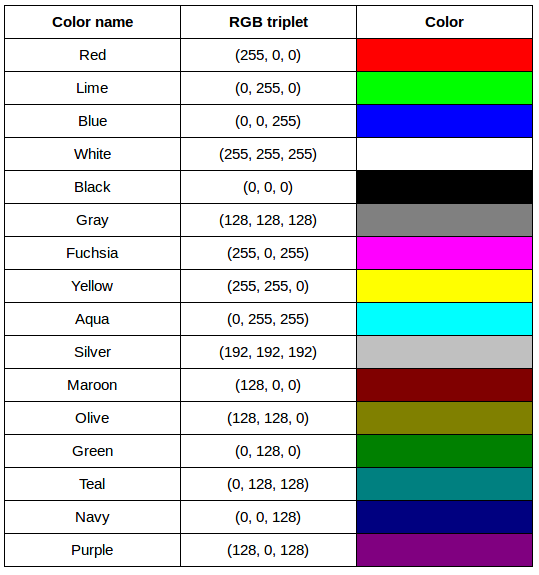 Color name RGB triplet Color
Red (255, 0, 0)
Lime (0, 255, 0)
Blue (0, 0, 255)
White (255, 255, 255)
Black (0, 0, 0)
Gray (128, 128, 128)
Fuchsia (255, 0, 255)
Yellow (255, 255, 0)
Aqua (0, 255, 255)
Silver (192, 192, 192)
Maroon (128, 0, 0)
Olive (128, 128, 0)
Green (0, 128, 0)
Teal (0, 128, 128)
Navy (0, 0, 128)
Purple (128, 0, 128)